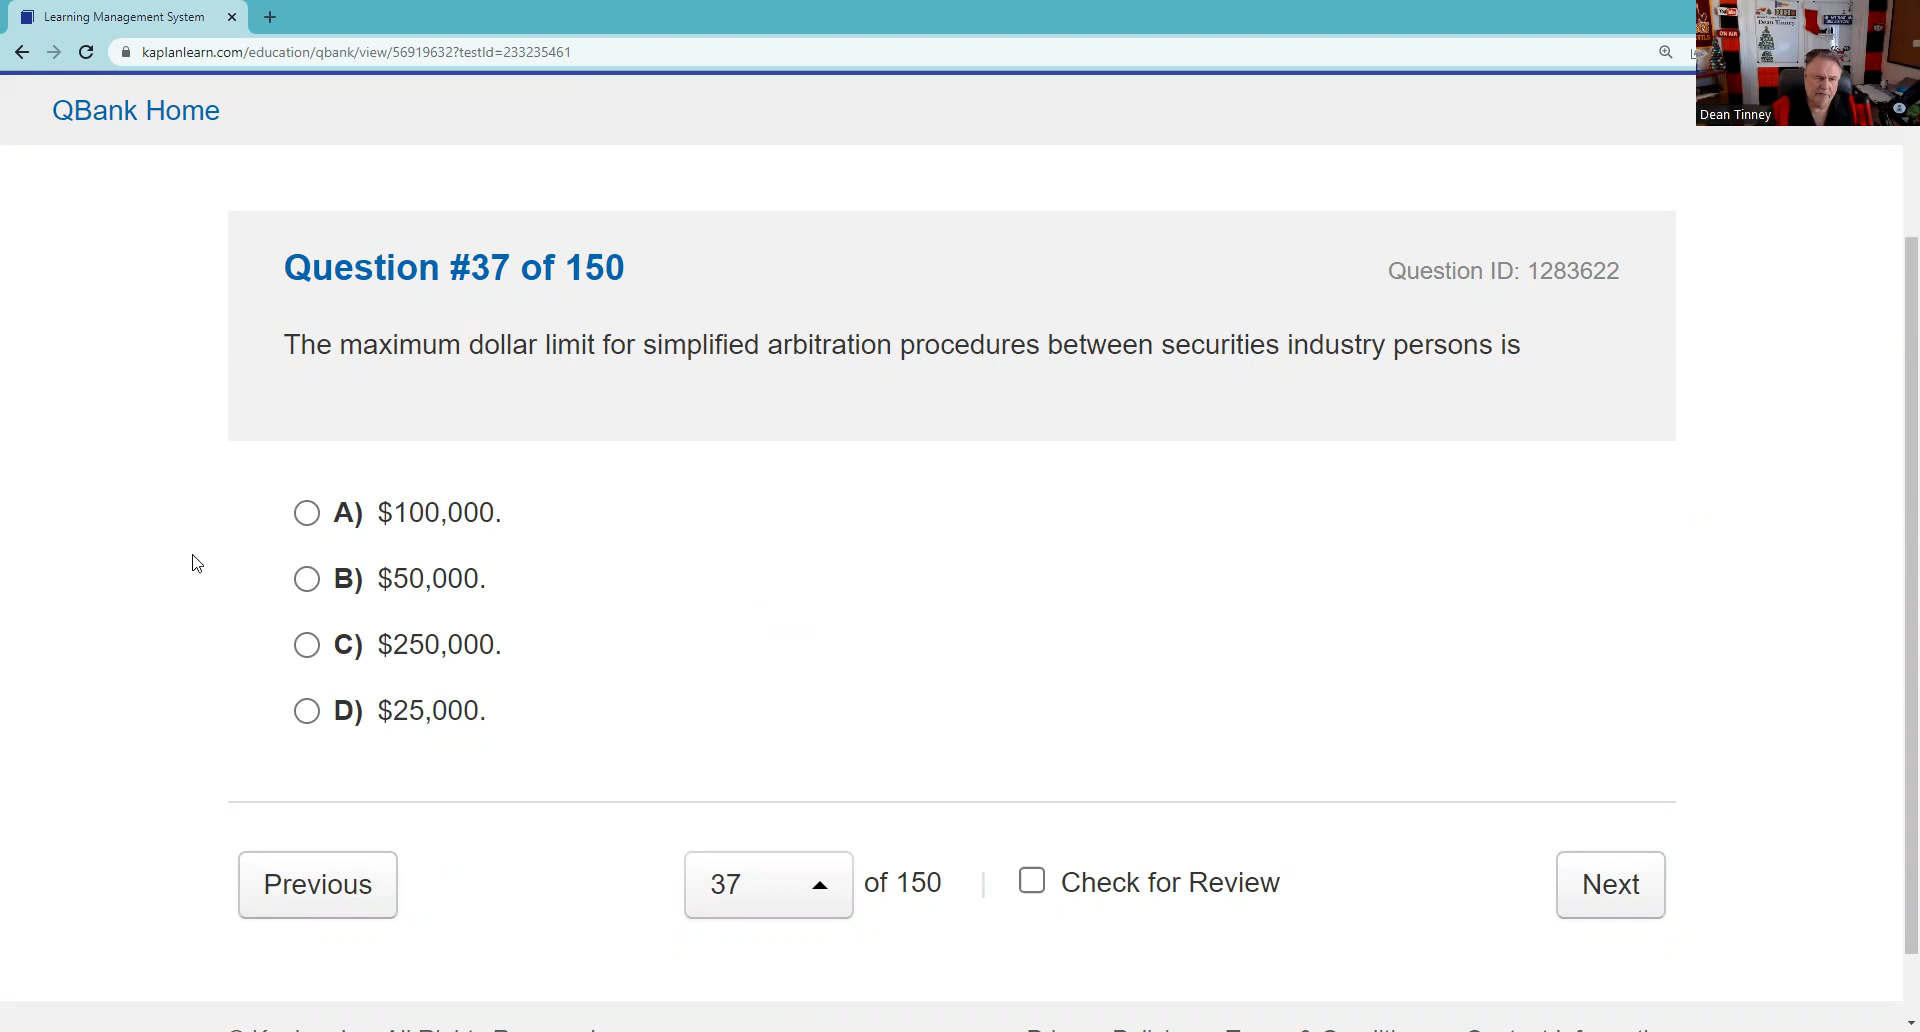 Learning Management System
kaplanlearn.com/education/qbank/view/56919632?testId=233235461
ON AIR
Dean Tinney
QBank Home
Question #37 of 150
Question ID: 1283622
The maximum dollar limit for simplified arbitration procedures between securities industry persons is
A) $100,000.
B) $50,000.
C) $250,000.
D) $25,000.
Previous
37
of 150
Check for Review
Next